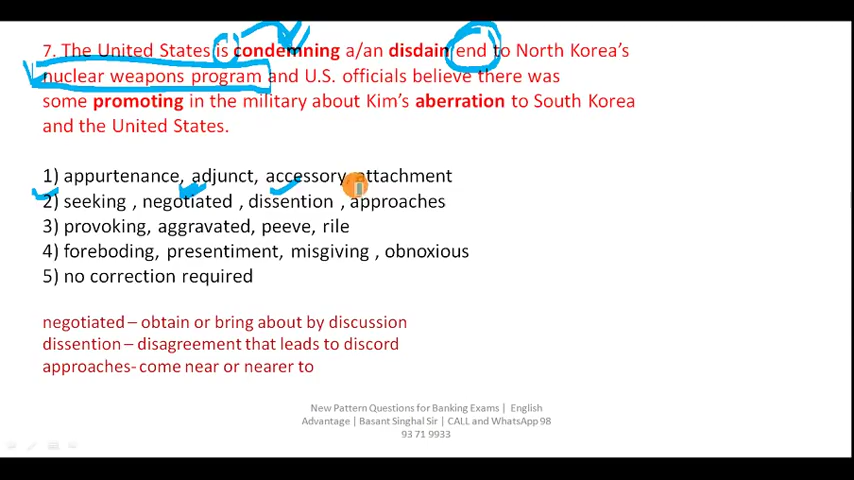 7. The United States is condemning a/an disdain end to North Korea's
nuclear weapons program and U.S. officials believe there was
some promoting in the military about Kim's aberration to South Korea
and the United States.
1) appurtenance, adjunct, accessory, attachment
2) seeking , negotiated , dissention , approaches
3) provoking, aggravated, peeve, rile
4) foreboding, presentiment, misgiving , obnoxious
5) no correction required
negotiated – obtain or bring about by discussion
dissention – disagreement that leads to discord
approaches- come near or nearer to
New Pattern Questions for Banking Exams | English
Advantage | Basant Singhal Sir | CALL and WhatsApp 98
93 71 9933